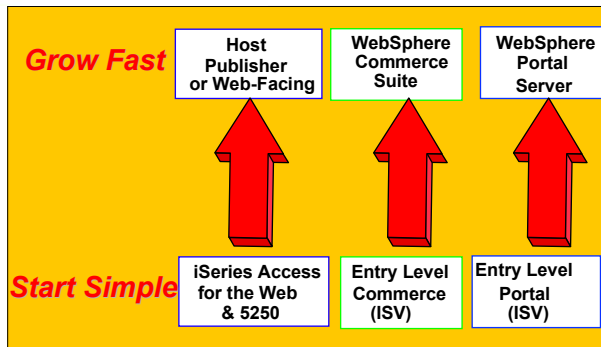 Grow Fast
Host
Publisher
or Web-Facing
WebSphere
Commerce
Suite
WebSphere
Portal
Server
Start Simple
iSeries Access
for the Web
& 5250
Entry Level
Commerce
(ISV)
Entry Level
Portal
(ISV)